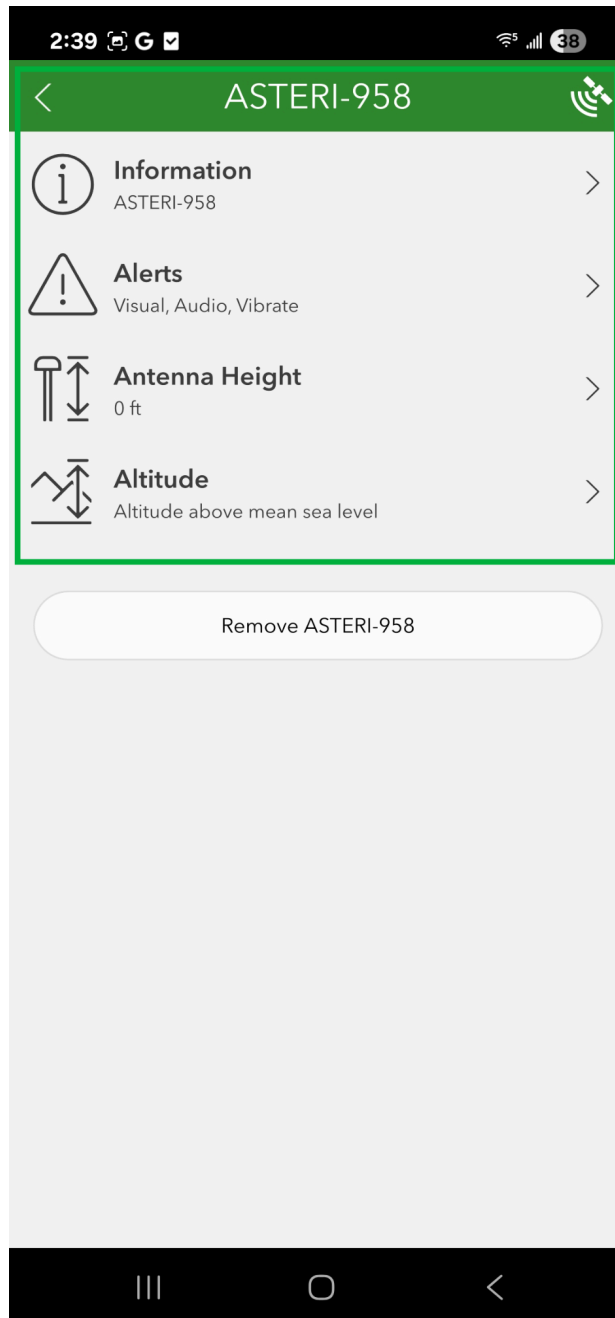 2:39 G 5 38
ASTERI-958
Information
ASTERI-958
Alerts
Visual, Audio, Vibrate
Antenna Height
0 ft
Altitude
Altitude above mean sea level
Remove ASTERI-958